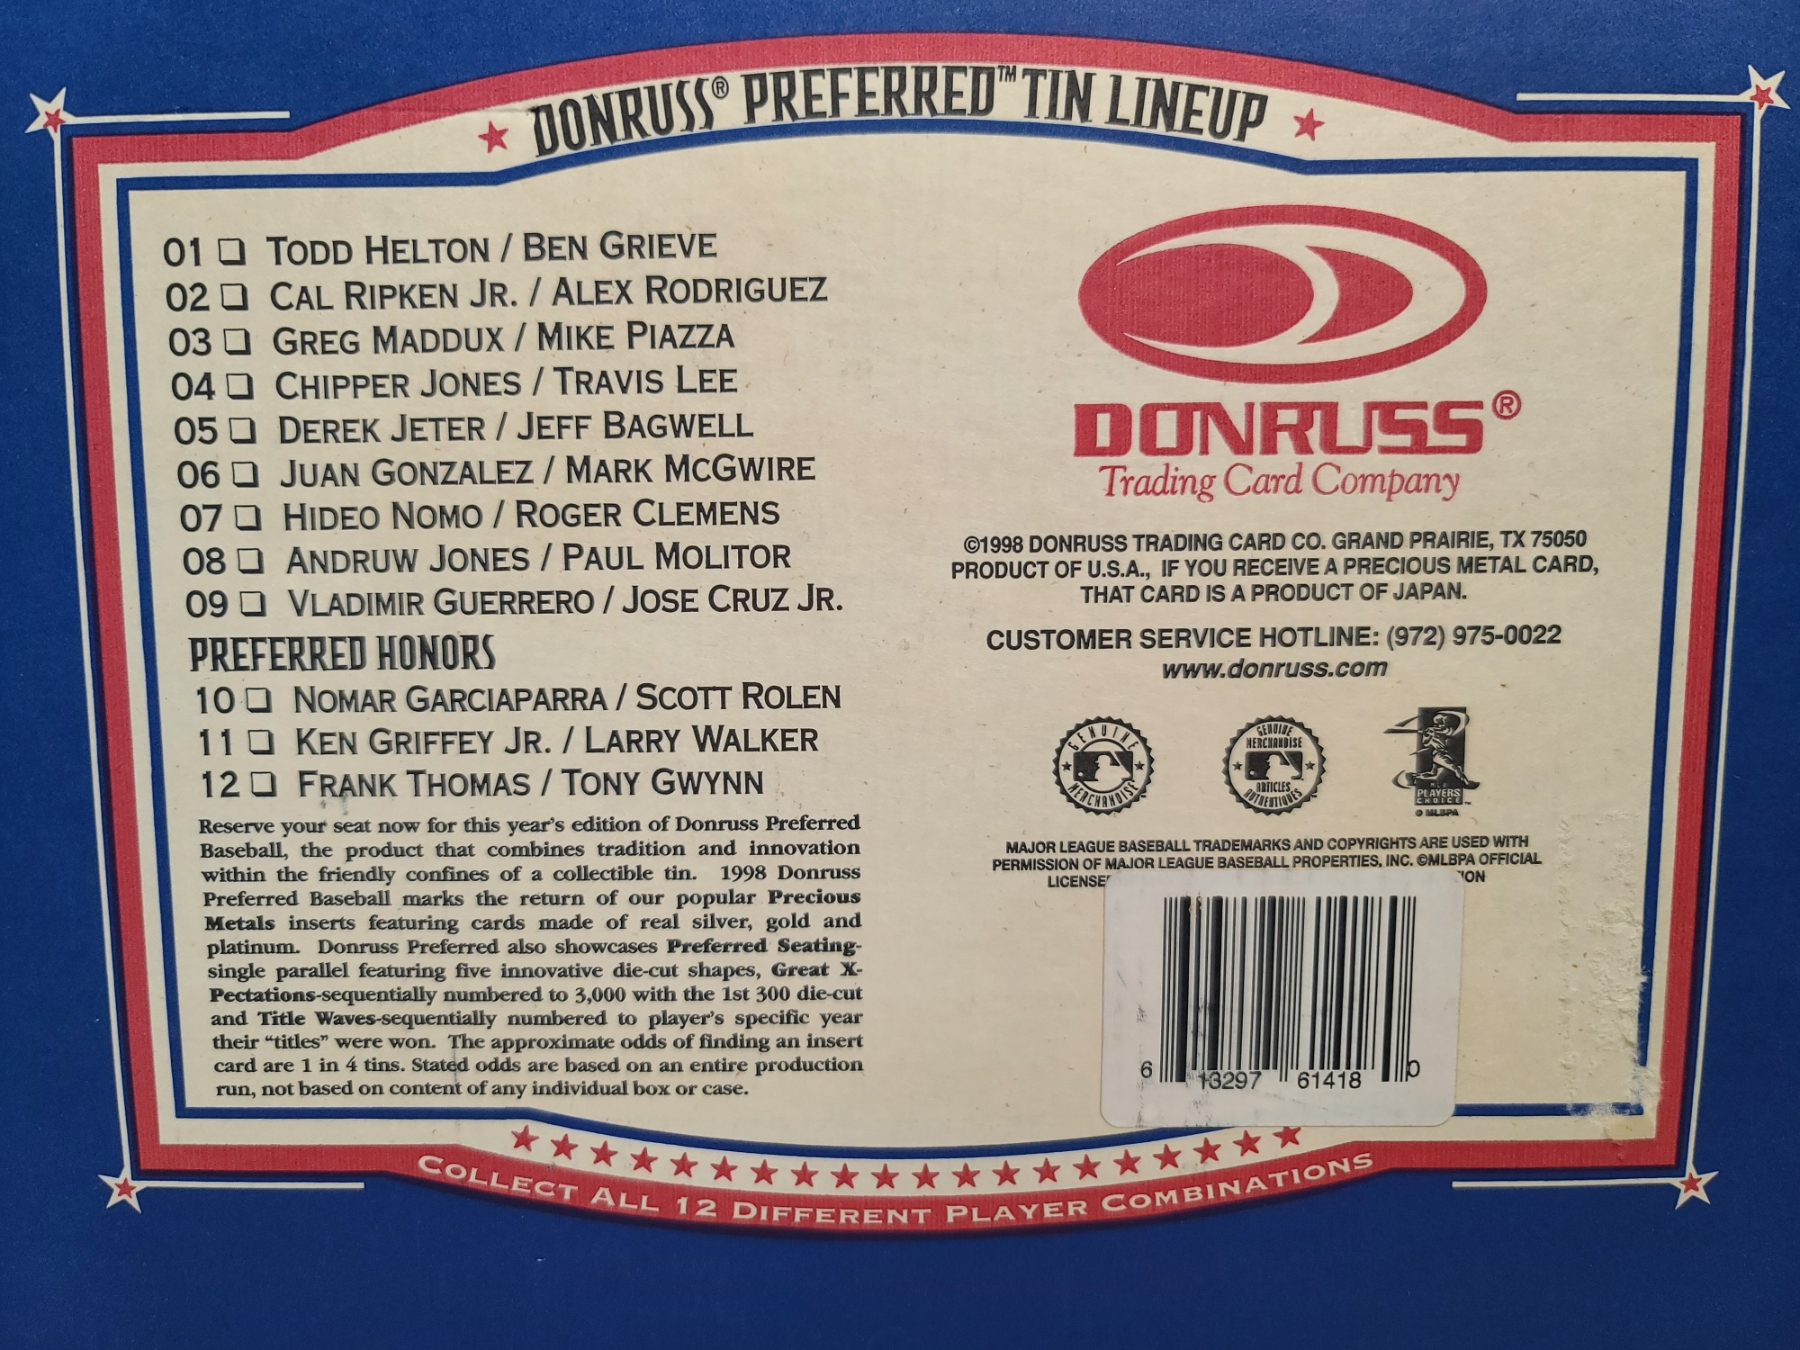 DONRUSS® PREFERRED™ TIN LINEUP
01 ❏ TODD HELTON / BEN GRIEVE
02 ❏ CAL RIPKEN JR. / ALEX RODRIGUEZ
03 ❏ GREG MADDUX / MIKE PIAZZA
04 ❏ CHIPPER JONES / TRAVIS LEE
05 ❏ DEREK JETER / JEFF BAGWELL
06 ❏ JUAN GONZALEZ / MARK MCGWIRE
07 ❏ HIDEO NOMO / ROGER CLEMENS
08 ❏ ANDRUW JONES / PAUL MOLITOR
09 ❏ VLADIMIR GUERRERO / JOSE CRUZ JR.
PREFERRED HONORS
10 ❏ NOMAR GARCIAPARRA / SCOTT ROLEN
11 ❏ KEN GRIFFEY JR. / LARRY WALKER
12 ❏ FRANK THOMAS / TONY GWYNN
Reserve your seat now for this year's edition of Donruss Preferred
Baseball, the product that combines tradition and innovation
within the friendly confines of a collectible tin. 1998 Donruss
Preferred Baseball marks the return of our popular Precious
Metals inserts featuring cards made of real silver, gold and
platinum. Donruss Preferred also showcases Preferred Seating-
single parallel featuring five innovative die-cut shapes, Great X-
Pectations-sequentially numbered to 3,000 with the 1st 300 die-cut
and Title Waves-sequentially numbered to player's specific year
their "titles" were won. The approximate odds of finding an insert
card are 1 in 4 tins. Stated odds are based on an entire production
run, not based on content of any individual box or case.
DONRUSS®
Trading Card Company
©1998 DONRUSS TRADING CARD CO. GRAND PRAIRIE, TX 75050
PRODUCT OF U.S.A., IF YOU RECEIVE A PRECIOUS METAL CARD,
THAT CARD IS A PRODUCT OF JAPAN.
CUSTOMER SERVICE HOTLINE: (972) 975-0022
www.donruss.com
GENUINE
MERCHANDISE
GENUINE
MERCHANDISE
ARTICLES
AUTHENTIQUES
PLAYERS
CHOICE™
© MLBPA
MAJOR LEAGUE BASEBALL TRADEMARKS AND COPYRIGHTS ARE USED WITH
PERMISSION OF MAJOR LEAGUE BASEBALL PROPERTIES, INC. ©MLBPA OFFICIAL
6 13297 61418 0
COLLECT ALL 12 DIFFERENT PLAYER COMBINATIONS